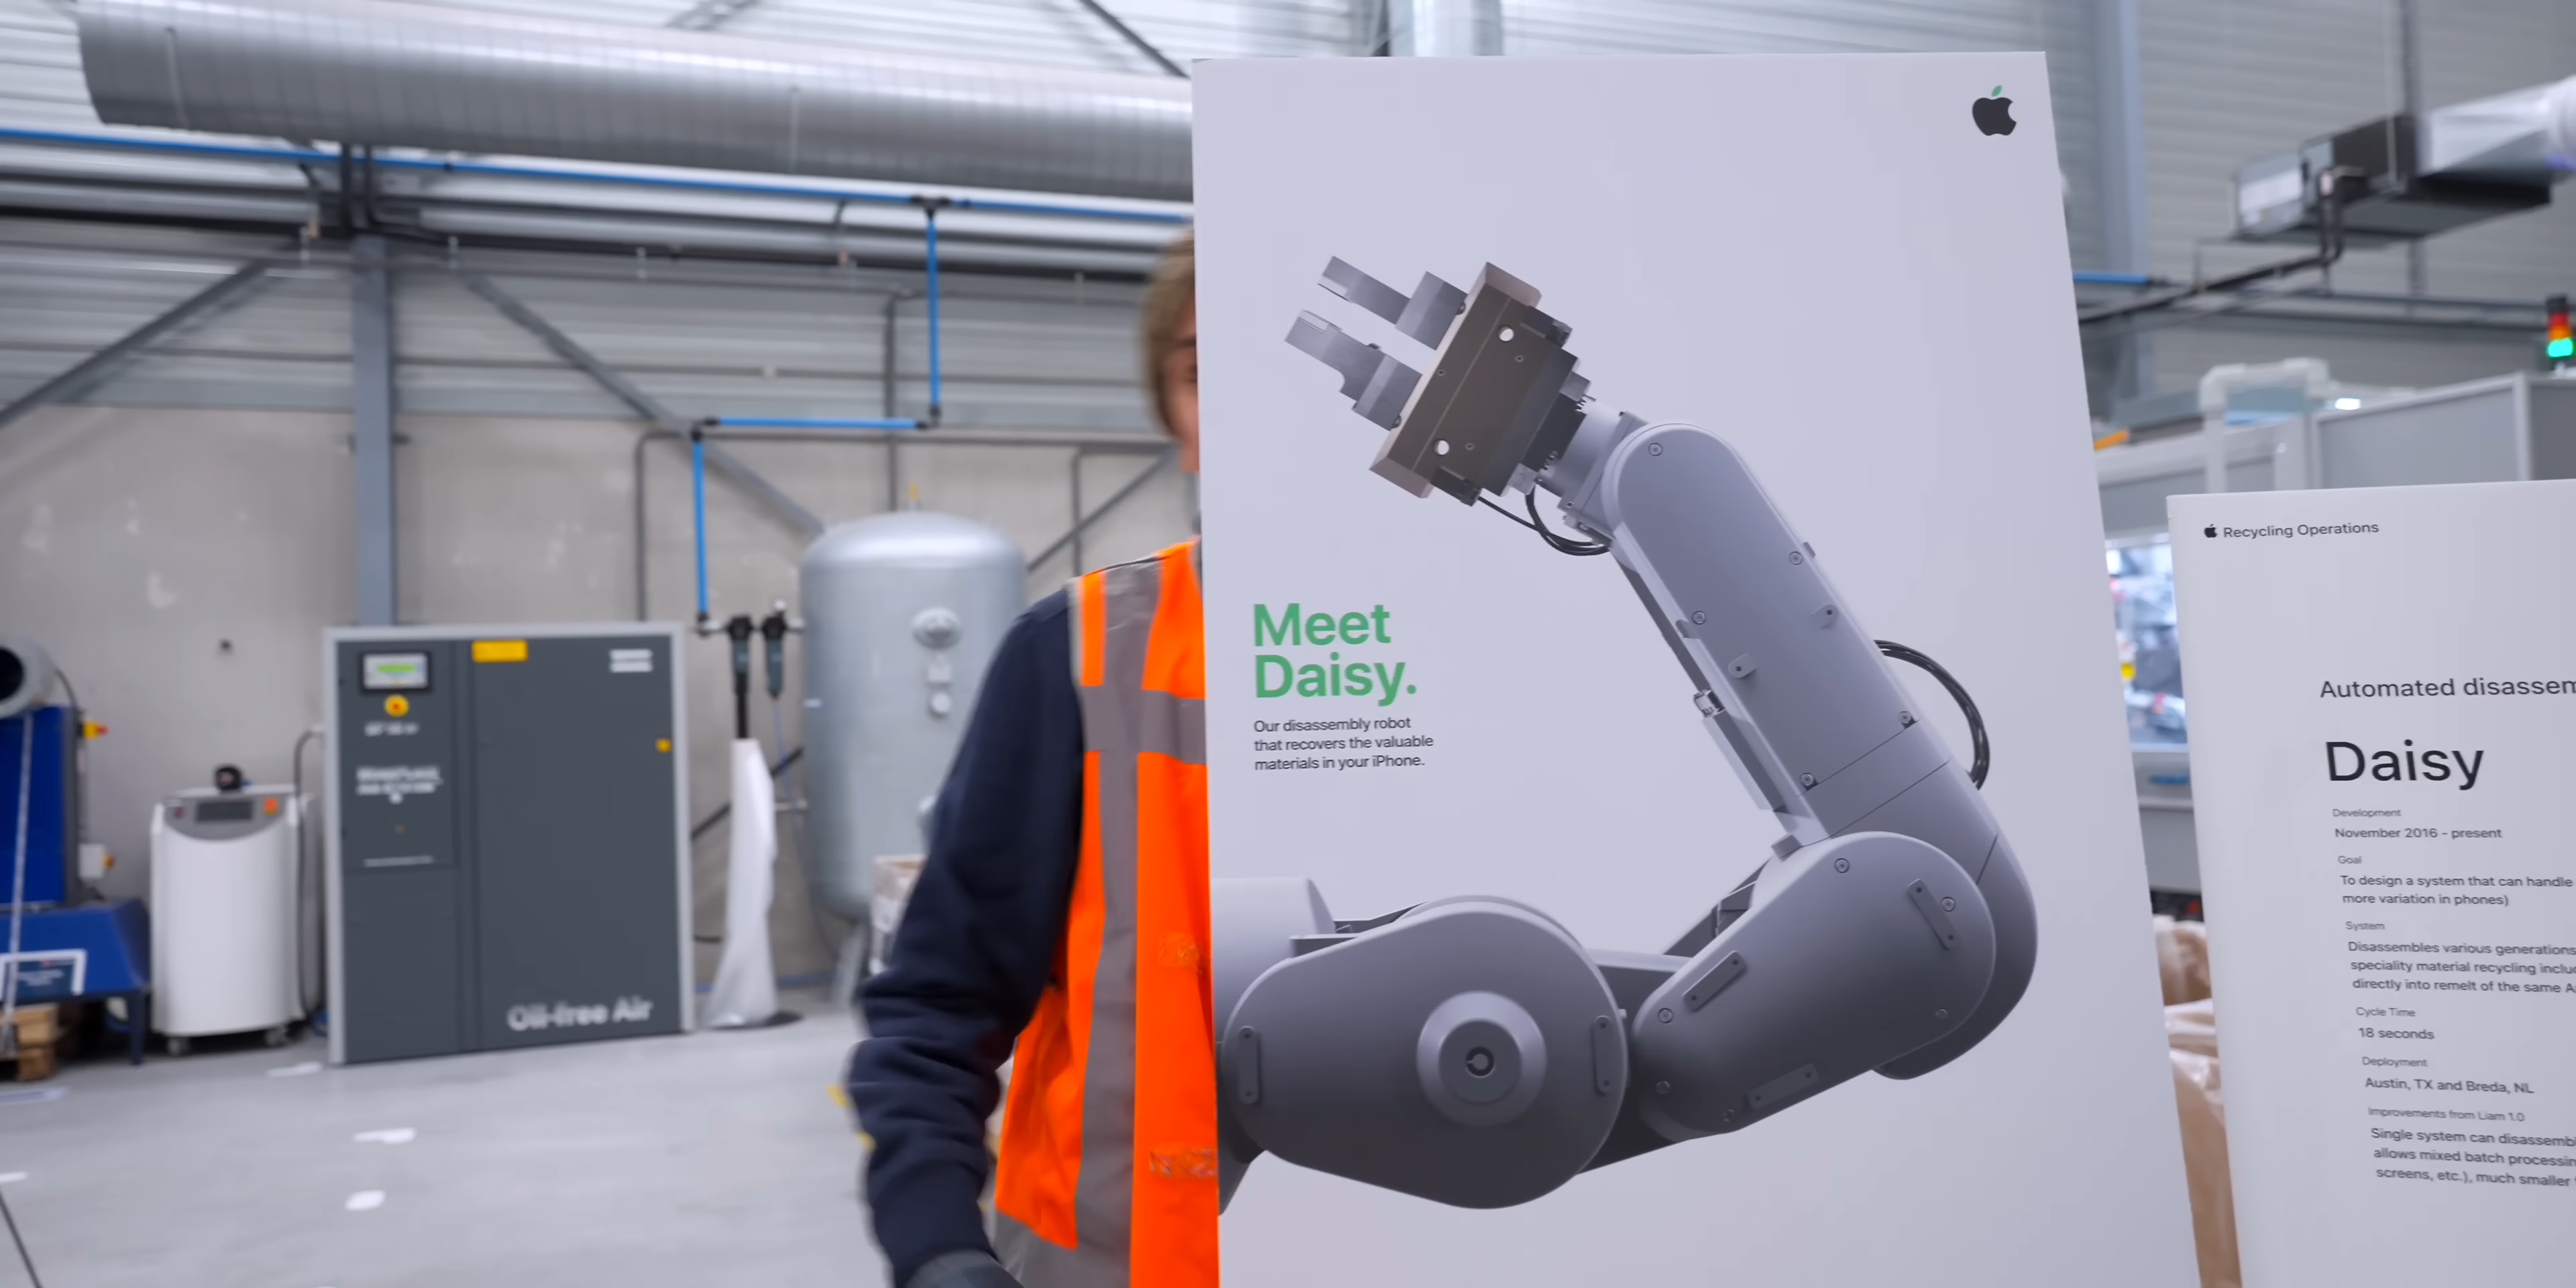 Meet
Daisy.
Our disassembly robot
that recovers the valuable
materials in your iPhone.
Recycling Operations
Automated disassem
Daisy
Development
November 2016 - present
Goal
To design a system that can handle
more variation in phones)
System
Disassembles various generations
speciality material recycling inclu
directly into remelt of the same A
Cycle Time
18 seconds
Deployment
Austin, TX and Breda, NL
Improvements from Liam 1.0
Single system can disassembl
allows mixed batch processin
screens, etc.), much smaller
Oil-free Air